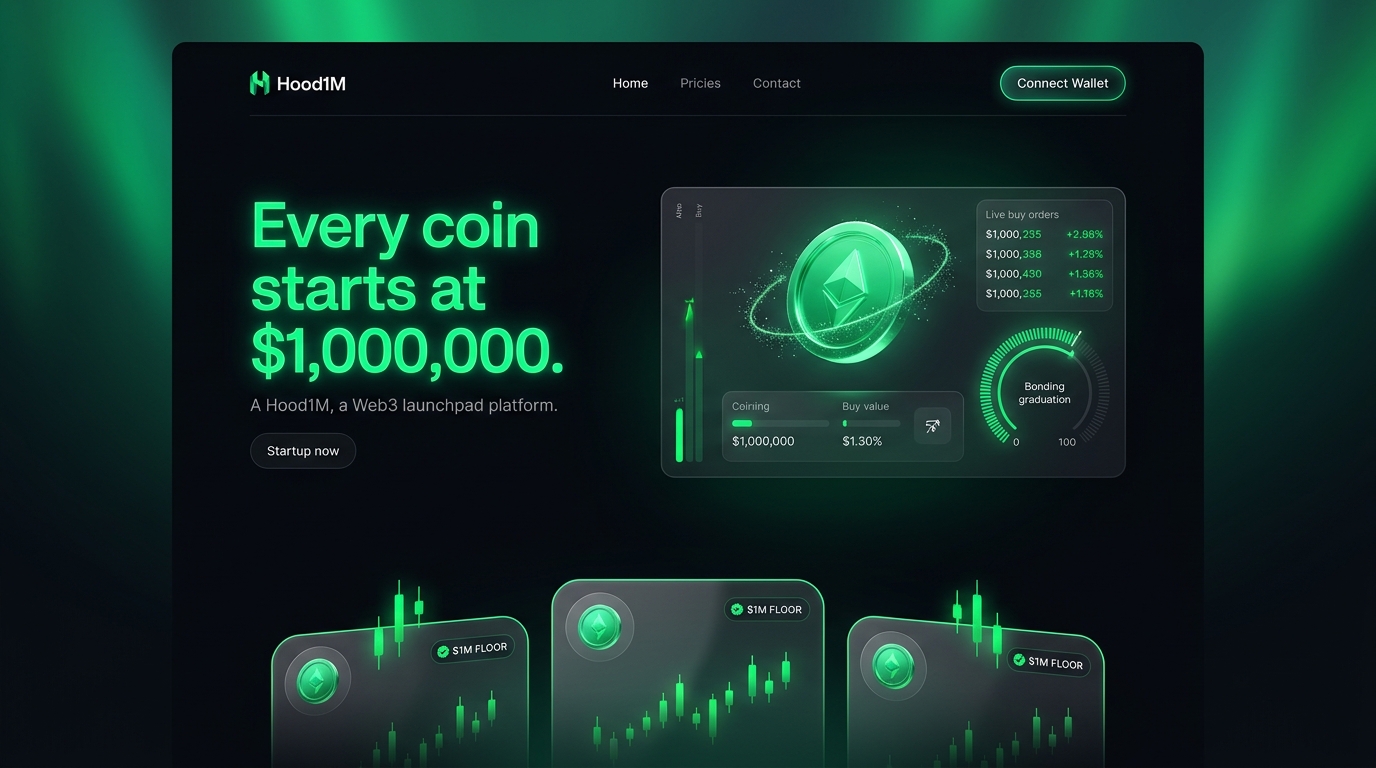 Hood1M
Home
Pricies
Contact
Connect Wallet
Every coin
starts at
$1,000,000.
A Hood1M, a Web3 launchpad platform.
Startup now
Buy
Live buy orders
$1,000,235 +2.98%
$1,000,338 +1.28%
$1,000,430 +1.36%
$1,000,255 +1.16%
Bonding
graduation
0
100
Buy value
$1,000,000
$1.30%
$1M FLOOR
$1M FLOOR
$1M FLOOR